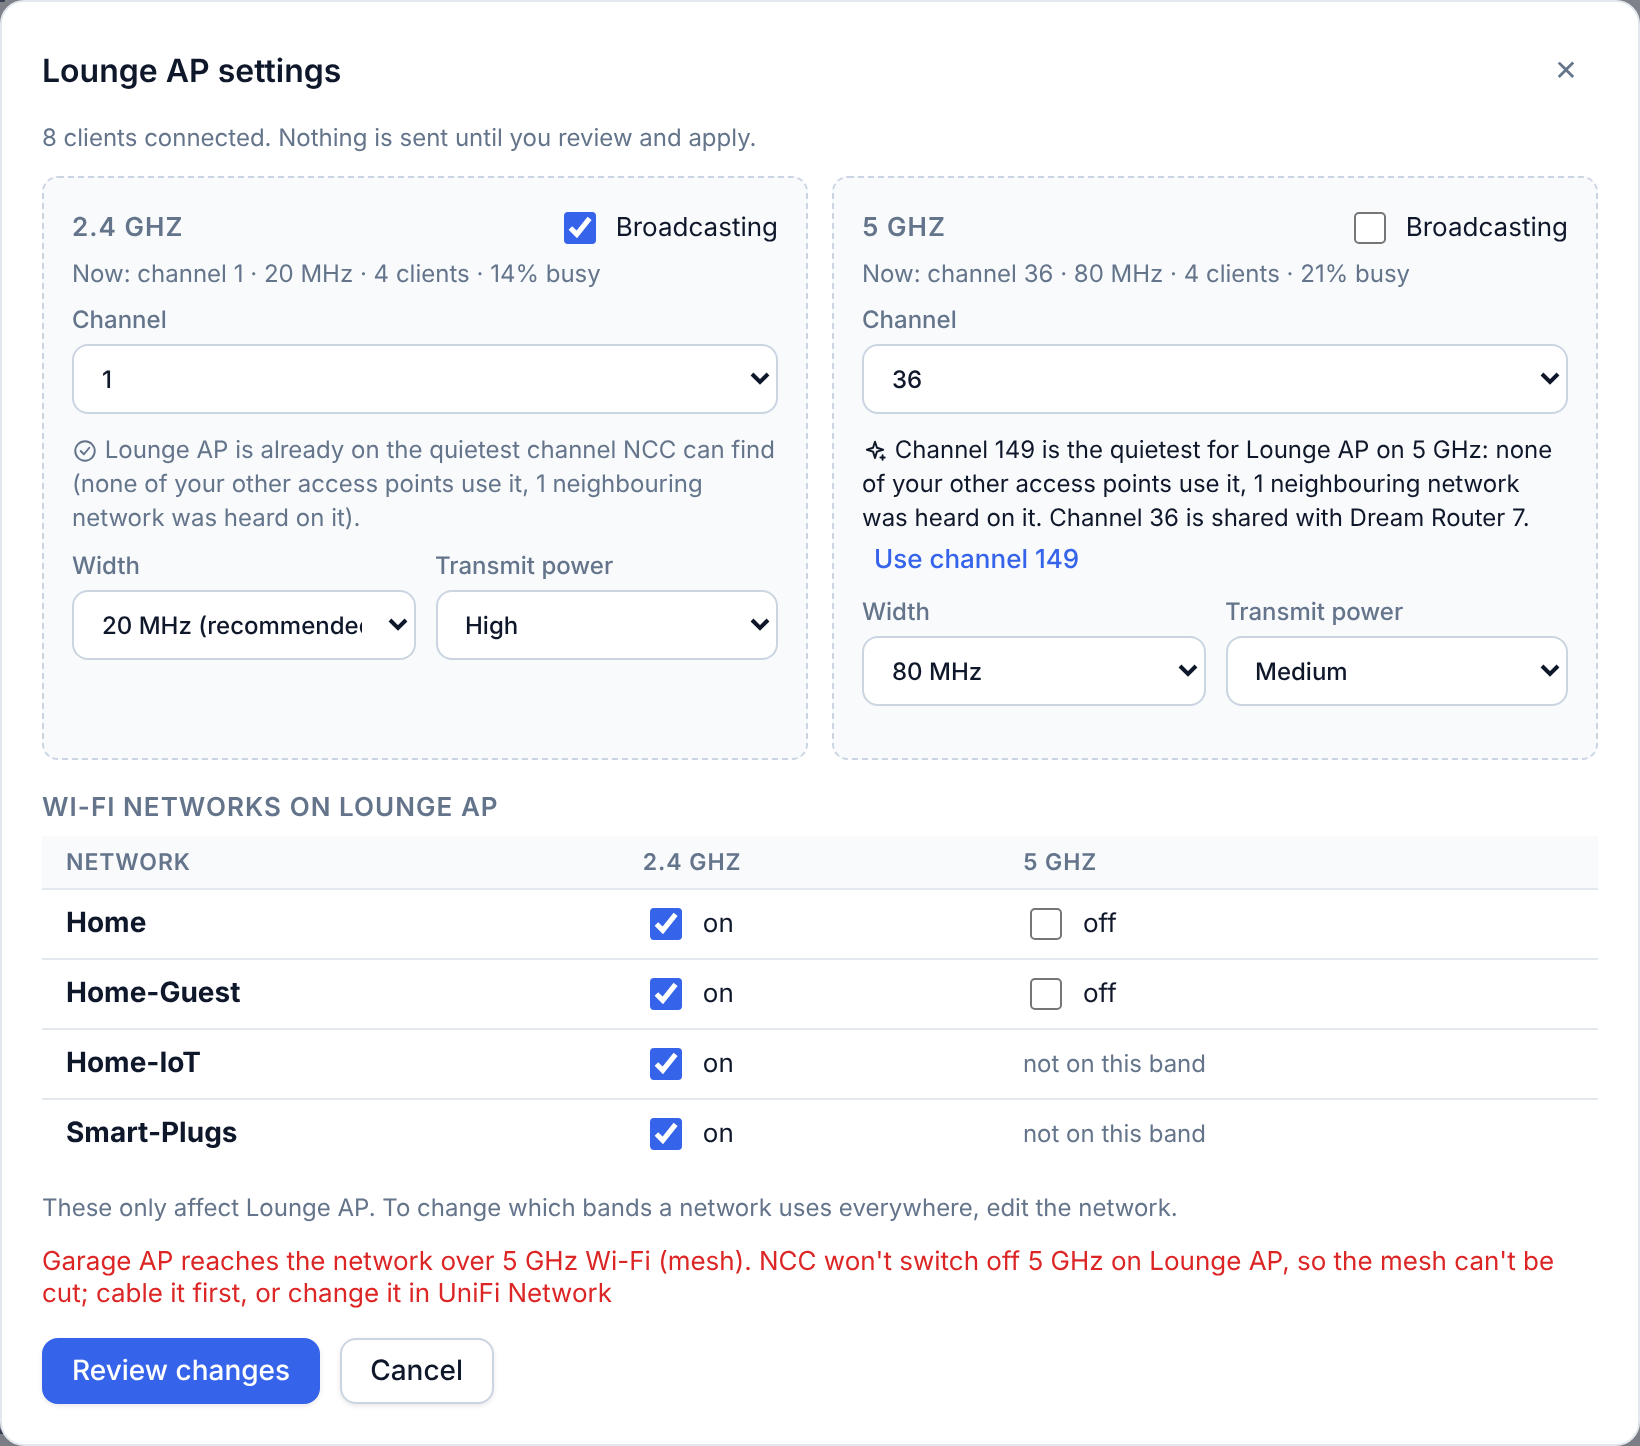 Lounge AP settings
8 clients connected. Nothing is sent until you review and apply.
2.4 GHZ
Broadcasting
Now: channel 1 · 20 MHz · 4 clients · 14% busy
Channel
1
Lounge AP is already on the quietest channel NCC can find
(none of your other access points use it, 1 neighbouring
network was heard on it).
Width
Transmit power
20 MHz (recommende
High
5 GHZ
Broadcasting
Now: channel 36 · 80 MHz · 4 clients · 21% busy
Channel
36
Channel 149 is the quietest for Lounge AP on 5 GHz: none
of your other access points use it, 1 neighbouring network
was heard on it. Channel 36 is shared with Dream Router 7.
Use channel 149
Width
Transmit power
80 MHz
Medium
WI-FI NETWORKS ON LOUNGE AP
NETWORK 2.4 GHZ 5 GHZ
Home on off
Home-Guest on off
Home-IoT on not on this band
Smart-Plugs on not on this band
These only affect Lounge AP. To change which bands a network uses everywhere, edit the network.
Garage AP reaches the network over 5 GHz Wi-Fi (mesh). NCC won't switch off 5 GHz on Lounge AP, so the mesh can't be
cut; cable it first, or change it in UniFi Network
Review changes
Cancel